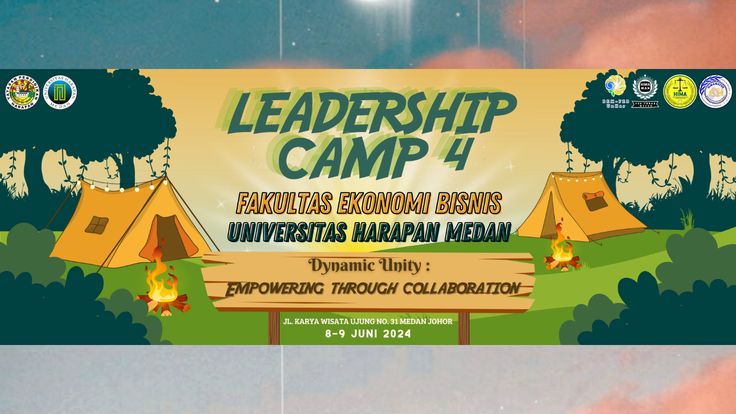 LEADERSHIP
CAMP 4
FAKULTAS EKONOMI BISNIS
UNIVERSITAS HARAPAN MEDAN
Dynamic Unity :
EMPOWERING THROUGH COLLABORATION
JL. KARYA WISATA UJUNG NO. 31 MEDAN JOHOR
8-9 JUNI 2024
HIMA